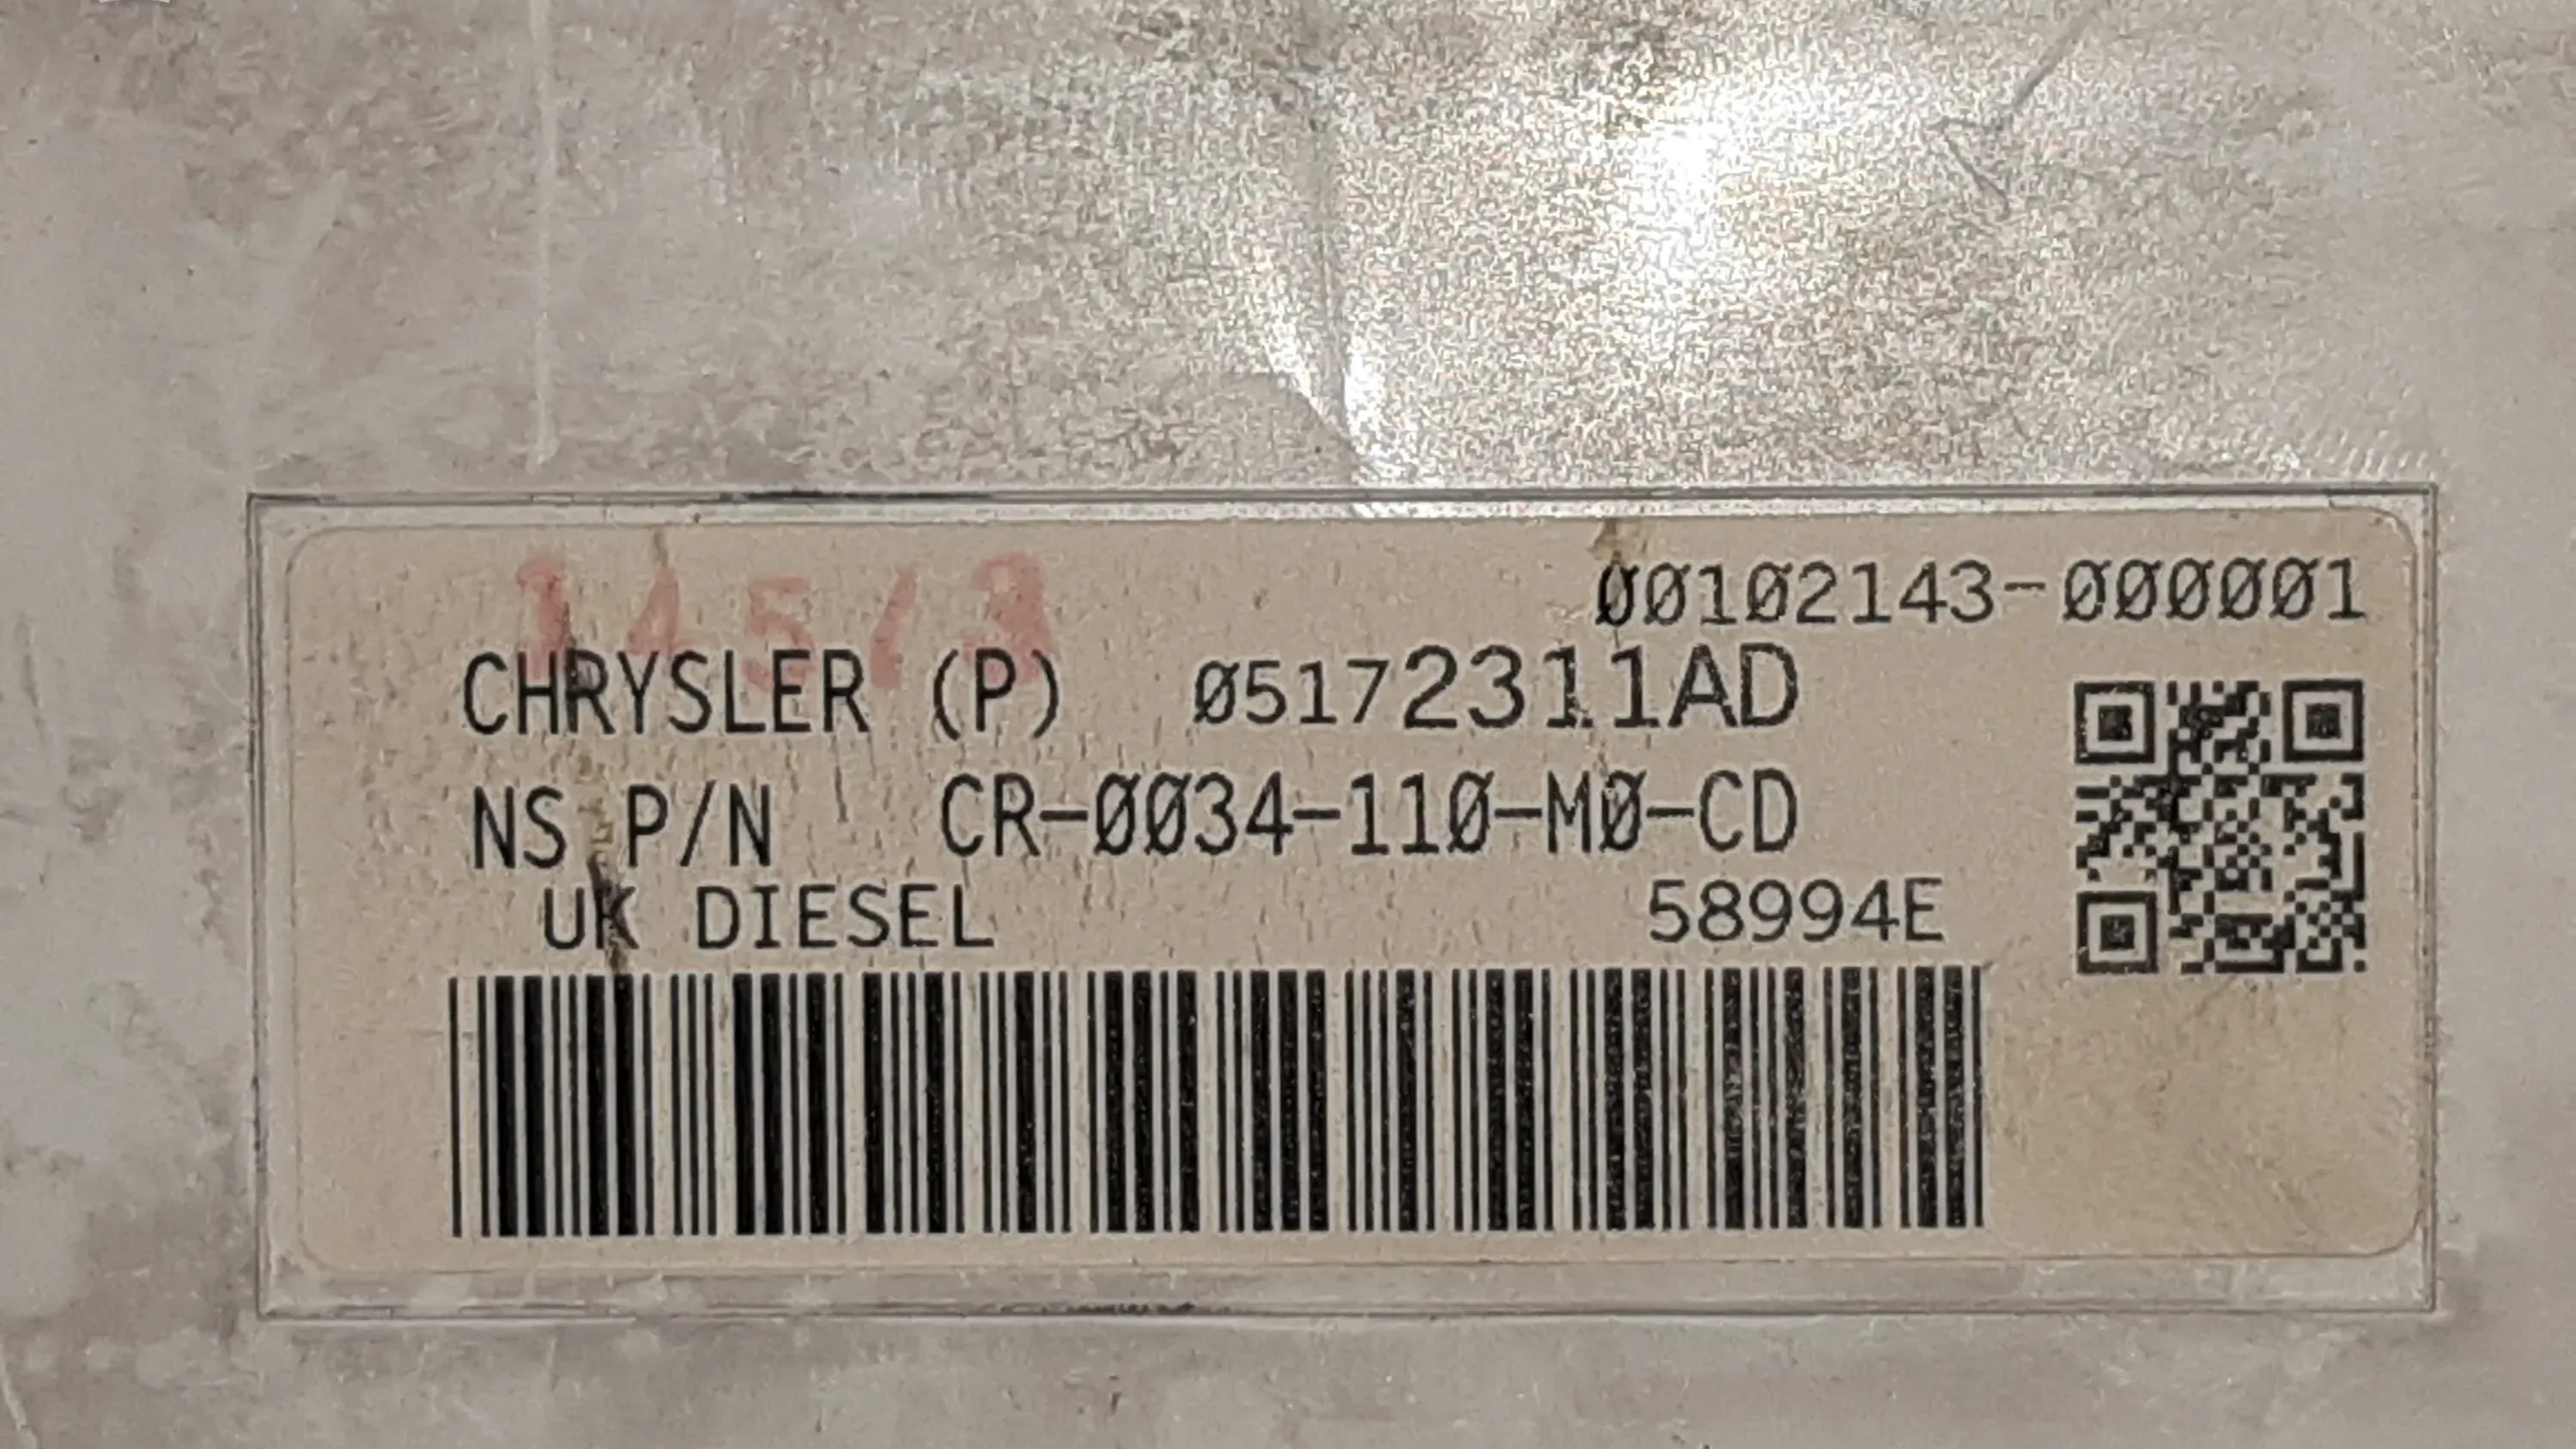 00102143-000001
CHRYSLER (P) 05172311AD
NS P/N CR-0034-110-M0-CD
UK DIESEL 58994E